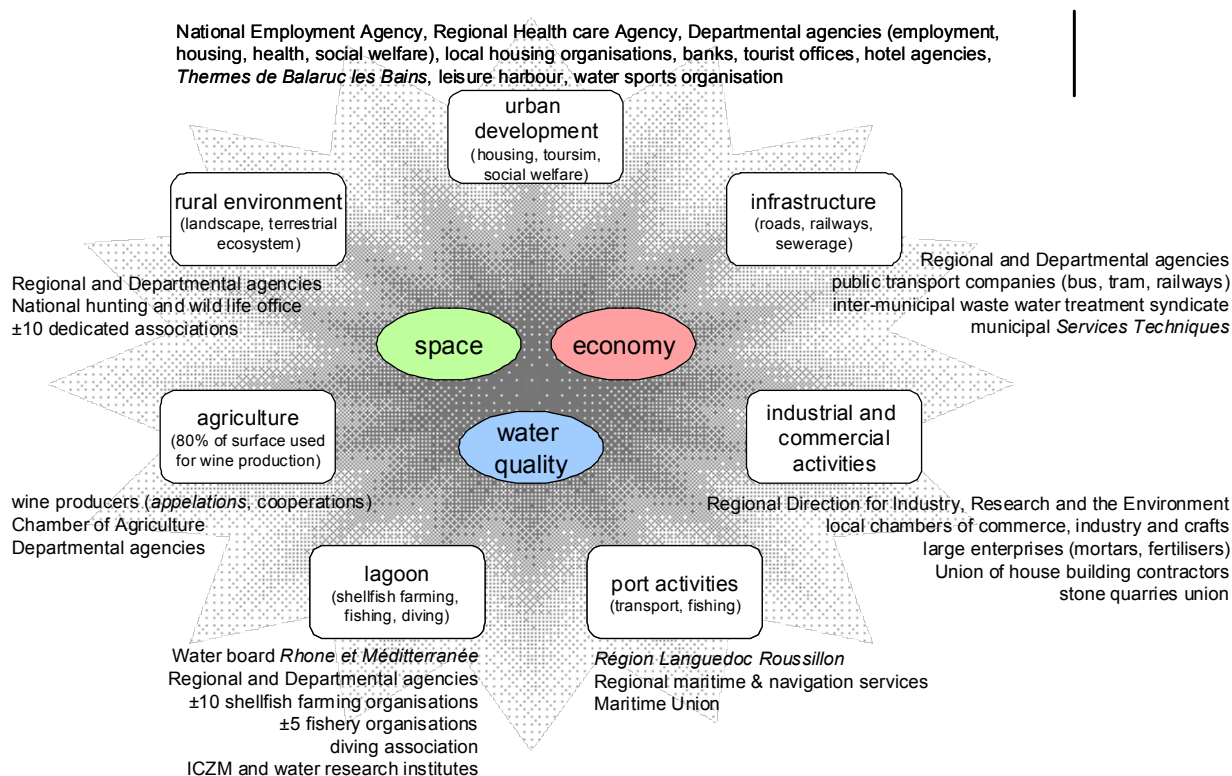 National Employment Agency, Regional Health care Agency, Departmental agencies (employment,
housing, health, social welfare), local housing organisations, banks, tourist offices, hotel agencies,
Thermes de Balaruc les Bains, leisure harbour, water sports organisation
urban
development
(housing, toursim,
social welfare)
rural environment
(landscape, terrestrial
ecosystem)
infrastructure
(roads, railways,
sewerage)
Regional and Departmental agencies
National hunting and wild life office
±10 dedicated associations
Regional and Departmental agencies
public transport companies (bus, tram, railways)
inter-municipal waste water treatment syndicate
municipal Services Techniques
space
economy
water
quality
agriculture
(80% of surface used
for wine production)
industrial and
commercial
activities
wine producers (appelations, cooperations)
Chamber of Agriculture
Departmental agencies
Regional Direction for Industry, Research and the Environment
local chambers of commerce, industry and crafts
large enterprises (mortars, fertilisers)
Union of house building contractors
stone quarries union
lagoon
(shellfish farming,
fishing, diving)
port activities
(transport, fishing)
Water board Rhone et Méditterranée
Regional and Departmental agencies
±10 shellfish farming organisations
±5 fishery organisations
diving association
ICZM and water research institutes
Région Languedoc Roussillon
Regional maritime & navigation services
Maritime Union